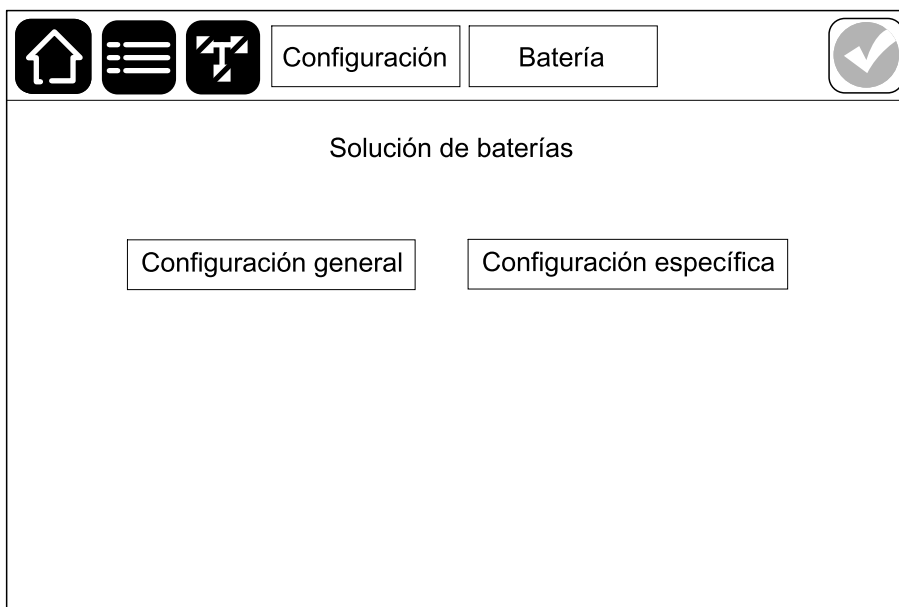 Configuración Batería
Solución de baterías
Configuración general Configuración específica